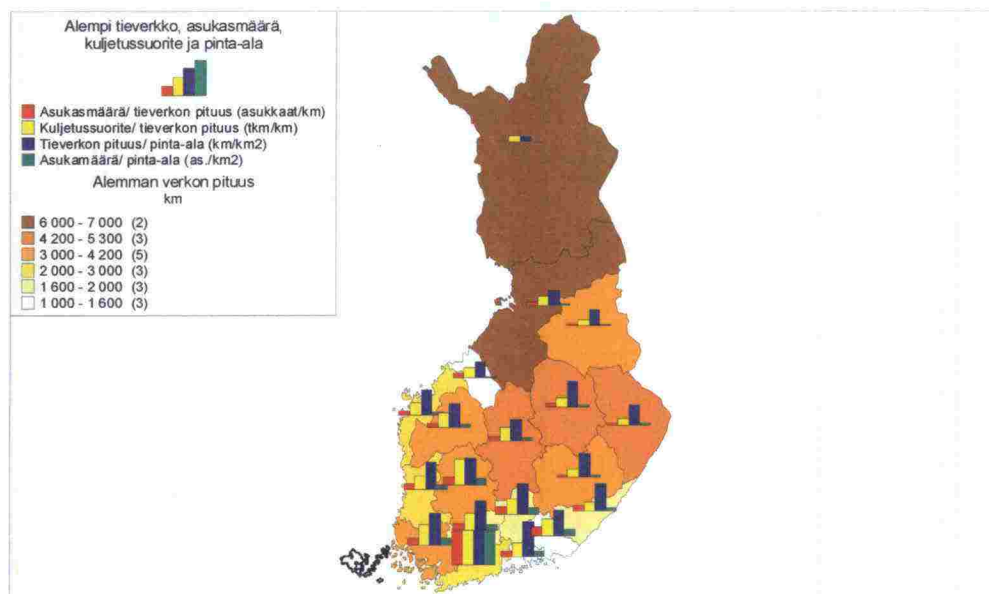 Alempi tieverkko, asukasmäärä,
kuljetussuorite ja pinta-ala
Asukasmäärä/ tieverkon pituus (asukkaat/km)
Kuljetussuorite/ tieverkon pituus (tkm/km)
Tieverkon pituus/ pinta-ala (km/km2)
Asukamäärä/ pinta-ala (as./km2)
Alemman verkon pituus
km
6 000 - 7 000 (2)
4 200 - 5 300 (3)
3 000 - 4 200 (5)
2 000 - 3 000 (3)
1 600 - 2 000 (3)
1 000 - 1 600 (3)